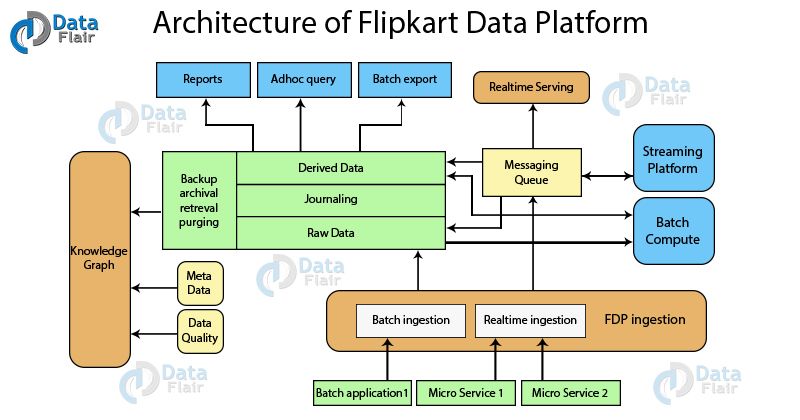 Data
Flair
Architecture of Flipkart Data Platform
Reports
Adhoc query
Batch export
Realtime Serving
Data
Flair
Data
Flair
Backup
archival
retreval
purging
Derived Data
Journaling
Raw Data
Messaging
Queue
Streaming
Platform
Batch
Compute
Knowledge
Graph
Meta
Data
Data
Quality
Data
Flair
Batch ingestion
Realtime ingestion
FDP ingestion
Data
Flair
Data
Flair
Batch application1
Micro Service 1
Micro Service 2